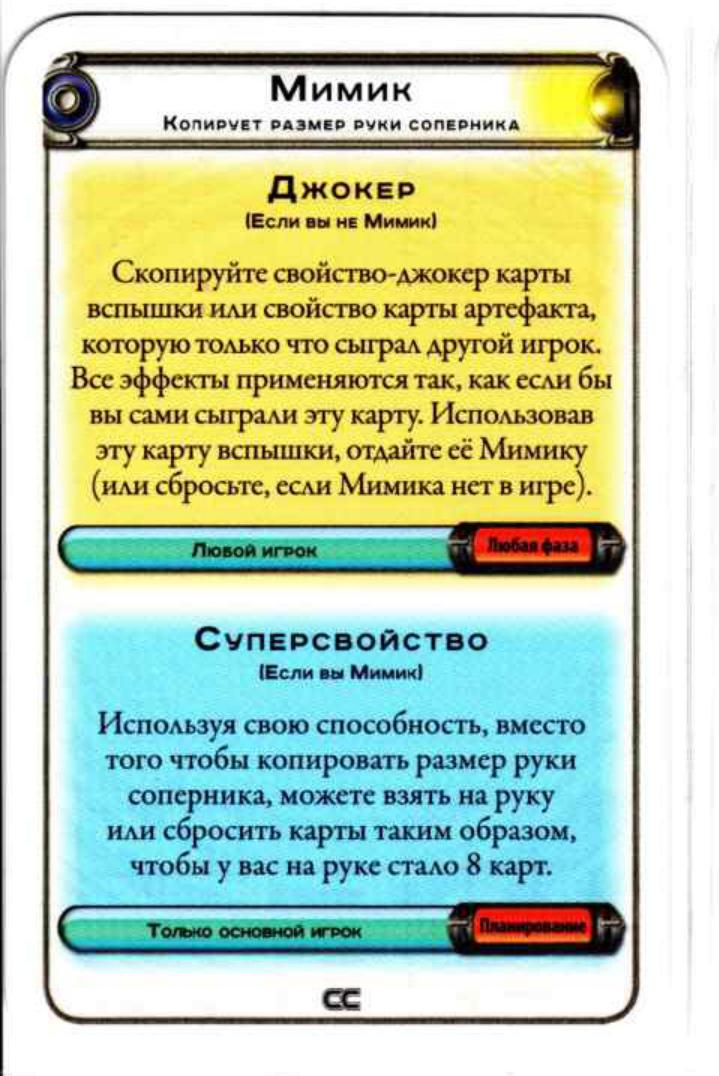 Мимик
Копирует размер руки соперника
Джокер
(Если вы не Мимик)
Скопируйте свойство-джокер карты
вспышки или свойство карты артефакта,
которую только что сыграл другой игрок.
Все эффекты применяются так, как если бы
вы сами сыграли эту карту. Использовав
эту карту вспышки, отдайте её Мимику
(или сбросьте, если Мимика нет в игре).
Любой игрок
Любая фаза
Суперсвойство
(Если вы Мимик)
Используя свою способность, вместо
того чтобы копировать размер руки
соперника, можете взять на руку
или сбросить карты таким образом,
чтобы у вас на руке стало 8 карт.
Только основной игрок
Планирование
CC